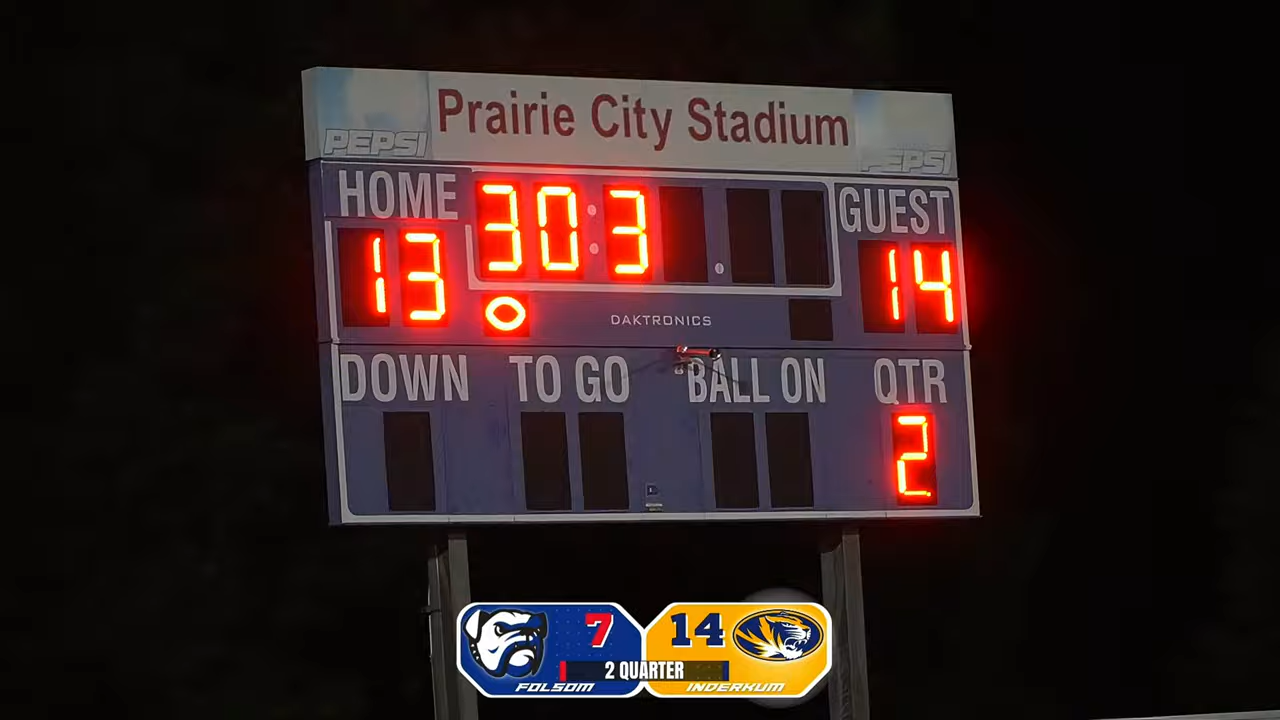 Prairie City Stadium
PEPSI
PEPSI
HOME
30:3 .
GUEST
13
14
DAKTRONICS
DOWN
TO GO
BALL ON
QTR
2
7
14
2 QUARTER
FOLSOM
INDERKUM